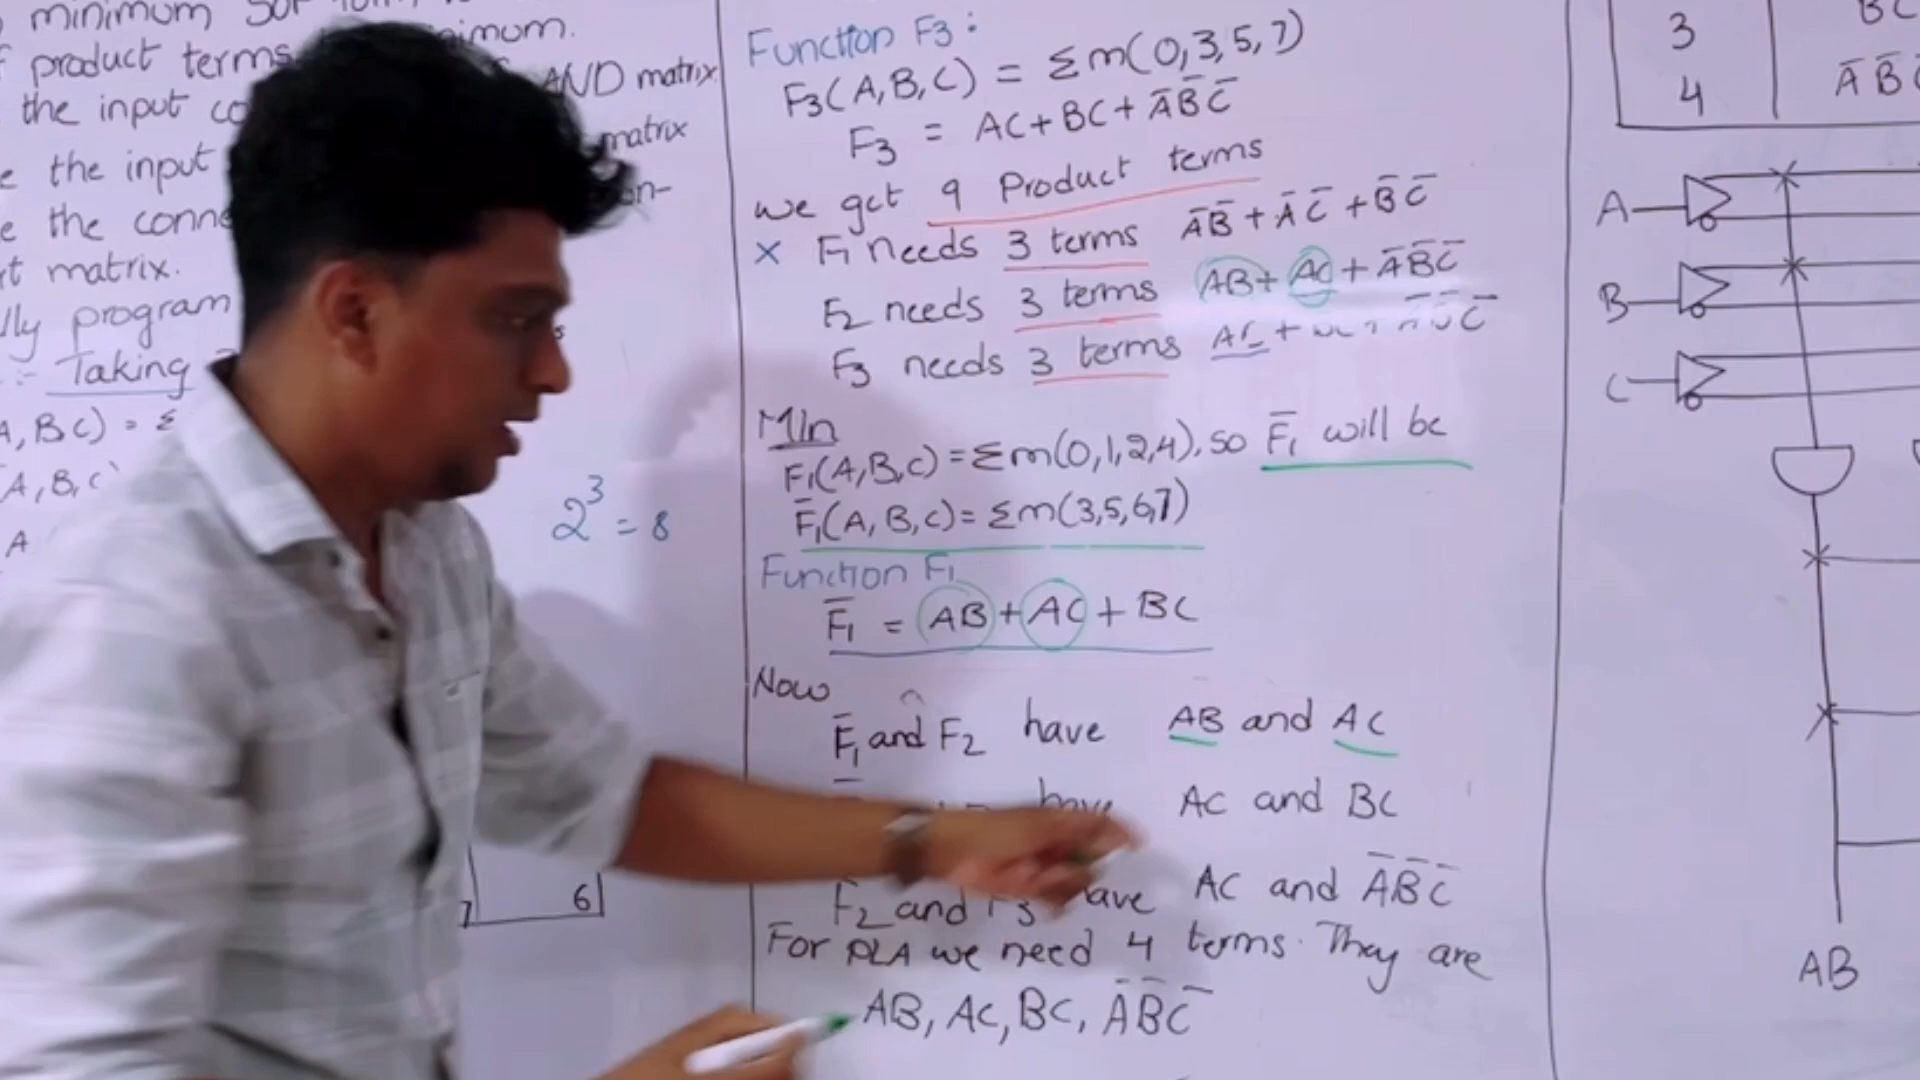 minimum SOP
product terms minimum.
AND matrix
the input
matrix
the input
the
matrix.
program
Taking
A, BC) = Σ
A, B, C
A
2³ = 8
7 6
Function F3:
F3(A,B,C) = Σm(0,3,5,7)
F3 = AC+BC+A̅B̅C̅
we get 9 Product terms
× F1 needs 3 terms A̅B̅+A̅C̅+B̅C̅
F2 needs 3 terms AB+AC+A̅B̅C̅
F3 needs 3 terms AC +
Min
F1(A,B,C)=Σm(0,1,2,4), so F̅1 will be
F̅1(A,B,C)=Σm(3,5,6,7)
Function F1
F̅1 = AB+AC+BC
Now
F̅1 and F2 have AB and AC
have AC and BC
F2 and F3 have AC and A̅B̅C̅
For PLA we need 4 terms. They are
AB, AC, BC, A̅B̅C̅
3 BC
4 A̅B̅C̅
A
B
C
AB